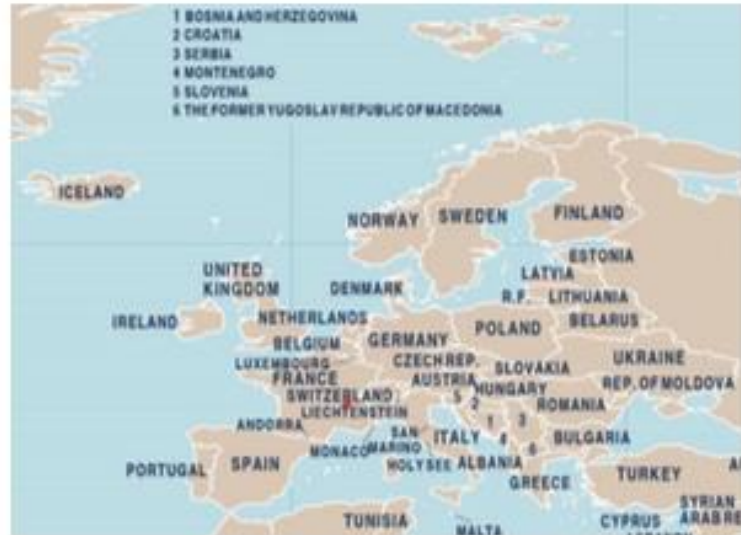 1 BOSNIA AND HERZEGOVINA
2 CROATIA
3 SERBIA
4 MONTENEGRO
5 SLOVENIA
6 THE FORMER YUGOSLAV REPUBLIC OF MACEDONIA
ICELAND
NORWAY SWEDEN FINLAND
ESTONIA
UNITED
KINGDOM
LATVIA
DENMARK
R.F. LITHUANIA
IRELAND
NETHERLANDS
BELARUS
POLAND
BELGIUM
GERMANY
LUXEMBOURG
CZECH REP.
SLOVAKIA
UKRAINE
FRANCE
AUSTRIA
HUNGARY
REP. OF MOLDOVA
SWITZERLAND
5 2
ROMANIA
LIECHTENSTEIN
ANDORRA
1 3
MONACO
SAN
MARINO
ITALY
4
BULGARIA
6
PORTUGAL
SPAIN
HOLY SEE
ALBANIA
TURKEY
A
GREECE
SYRIAN
ARAB RE
TUNISIA
MALTA
CYPRUS